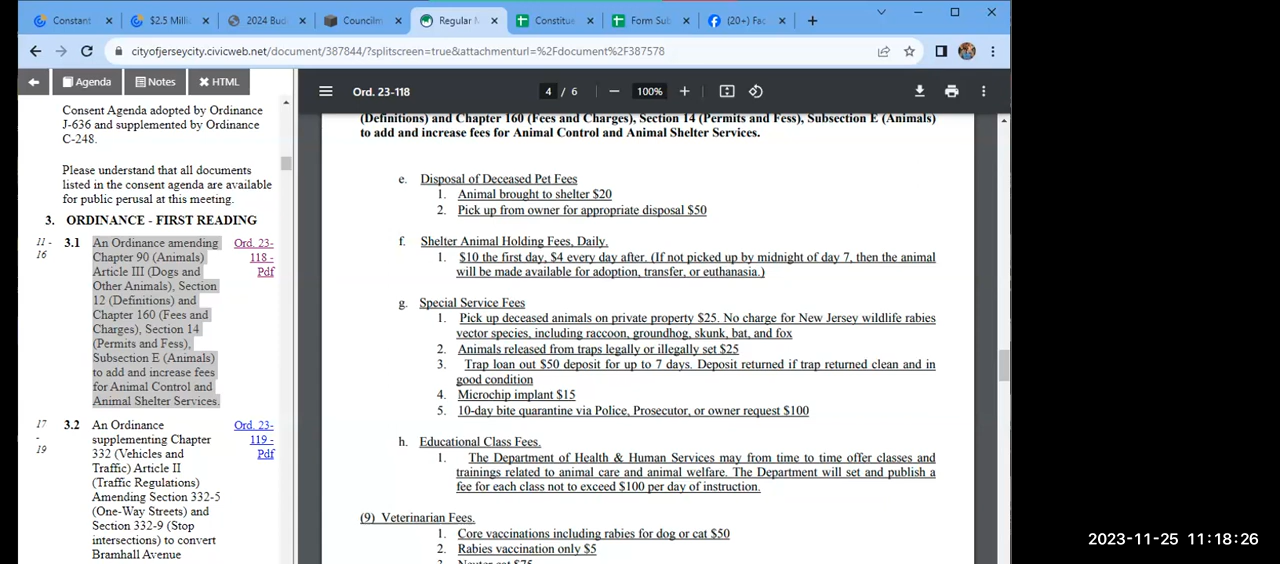 Constant
$2.5 Milli
2024 Bud
Councilm
Regular M
Constitue
Form Sub
(20+) Fac
cityofjerseycity.civicweb.net/document/387844/?splitscreen=true&attachmenturl=%2Fdocument%2F387578
Agenda
Notes
HTML
Ord. 23-118
4 / 6
100%
Consent Agenda adopted by Ordinance
J-636 and supplemented by Ordinance
C-248.
Please understand that all documents
listed in the consent agenda are available
for public perusal at this meeting.
3. ORDINANCE - FIRST READING
11 -
16
3.1 An Ordinance amending
Chapter 90 (Animals)
Article III (Dogs and
Other Animals), Section
12 (Definitions) and
Chapter 160 (Fees and
Charges), Section 14
(Permits and Fess),
Subsection E (Animals)
to add and increase fees
for Animal Control and
Animal Shelter Services.
Ord. 23-
118 -
Pdf
17
-
19
3.2 An Ordinance
supplementing Chapter
332 (Vehicles and
Traffic) Article II
(Traffic Regulations)
Amending Section 332-5
(One-Way Streets) and
Section 332-9 (Stop
intersections) to convert
Bramhall Avenue
Ord. 23-
119 -
Pdf
(Definitions) and Chapter 160 (Fees and Charges), Section 14 (Permits and Fess), Subsection E (Animals)
to add and increase fees for Animal Control and Animal Shelter Services.
e. Disposal of Deceased Pet Fees
1. Animal brought to shelter $20
2. Pick up from owner for appropriate disposal $50
f. Shelter Animal Holding Fees, Daily.
1. $10 the first day, $4 every day after. (If not picked up by midnight of day 7, then the animal
will be made available for adoption, transfer, or euthanasia.)
g. Special Service Fees
1. Pick up deceased animals on private property $25. No charge for New Jersey wildlife rabies
vector species, including raccoon, groundhog, skunk, bat, and fox
2. Animals released from traps legally or illegally set $25
3. Trap loan out $50 deposit for up to 7 days. Deposit returned if trap returned clean and in
good condition
4. Microchip implant $15
5. 10-day bite quarantine via Police, Prosecutor, or owner request $100
h. Educational Class Fees.
1. The Department of Health & Human Services may from time to time offer classes and
trainings related to animal care and animal welfare. The Department will set and publish a
fee for each class not to exceed $100 per day of instruction.
(9) Veterinarian Fees.
1. Core vaccinations including rabies for dog or cat $50
2. Rabies vaccination only $5
3. Neuter cat $75
2023-11-25 11:18:26